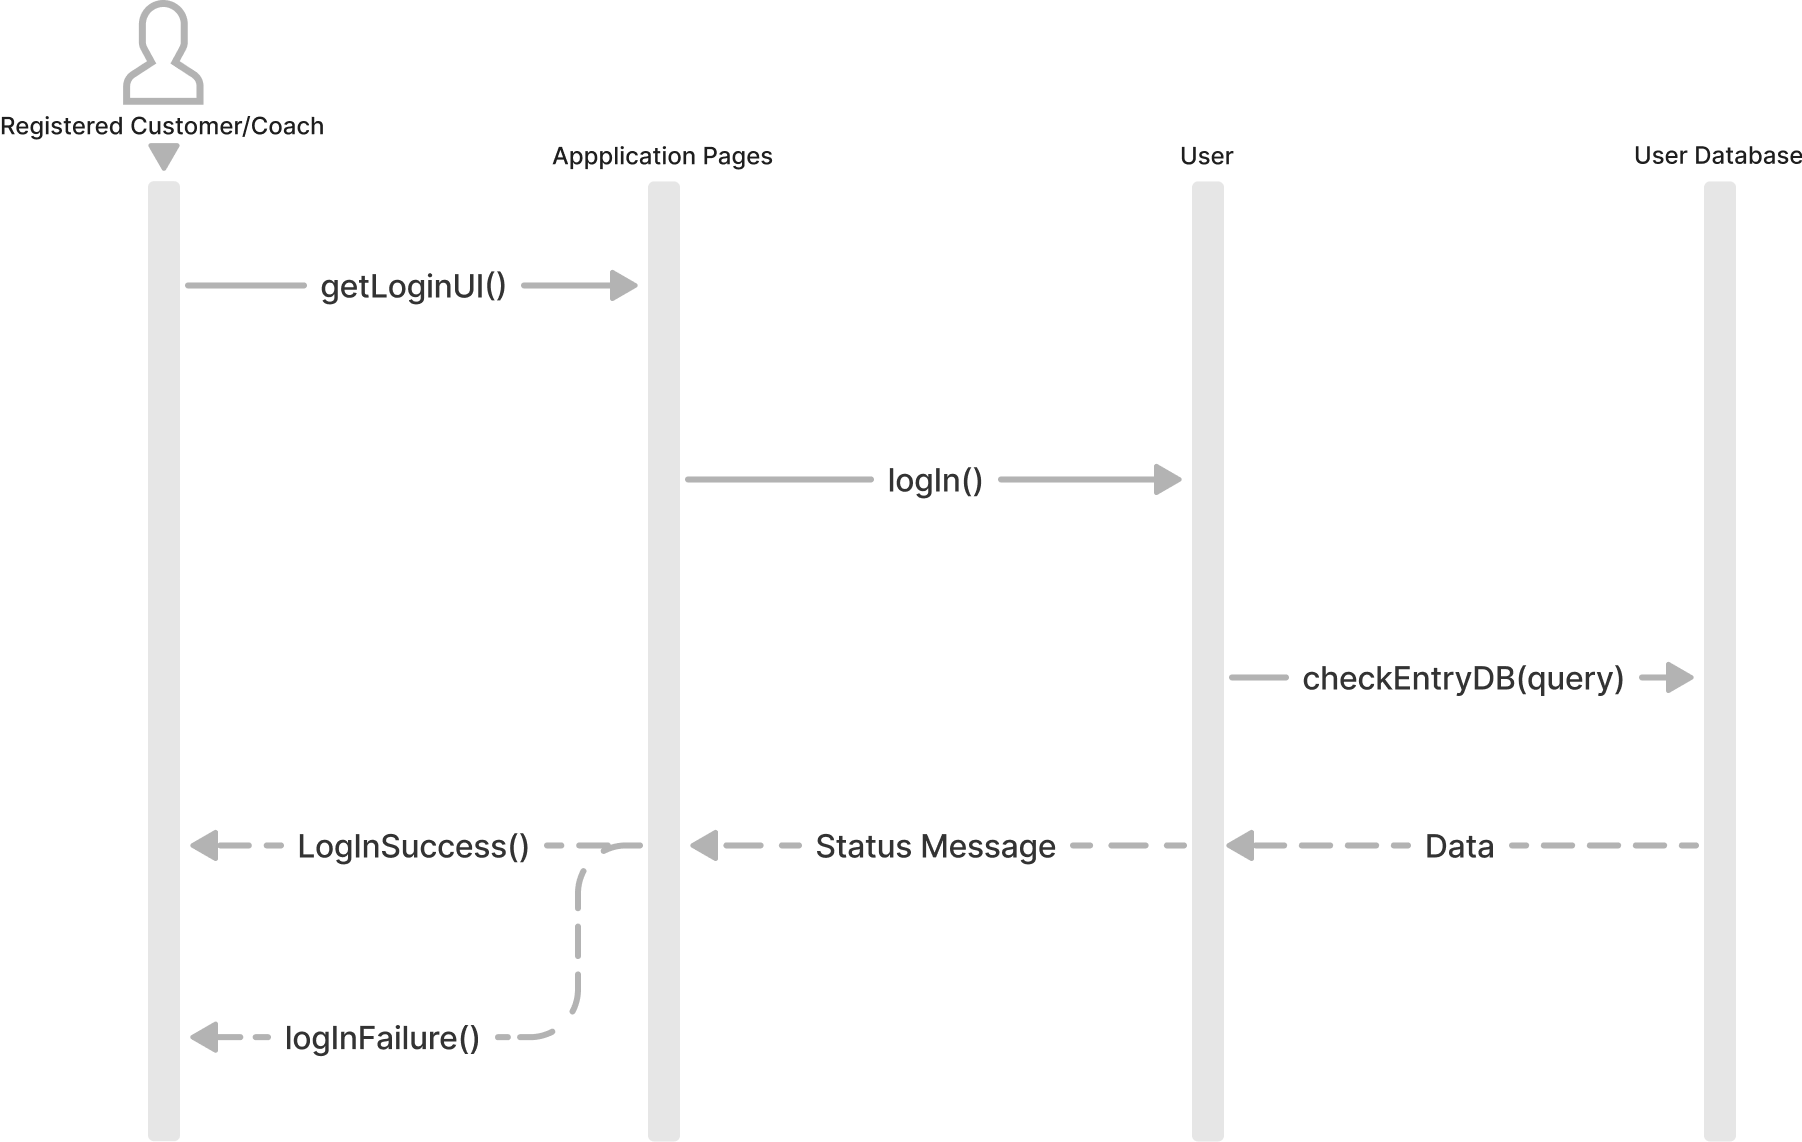 Registered Customer/Coach
Appplication Pages
User
User Database
getLoginUI()
logIn()
checkEntryDB(query)
LogInSuccess()
Status Message
Data
logInFailure()